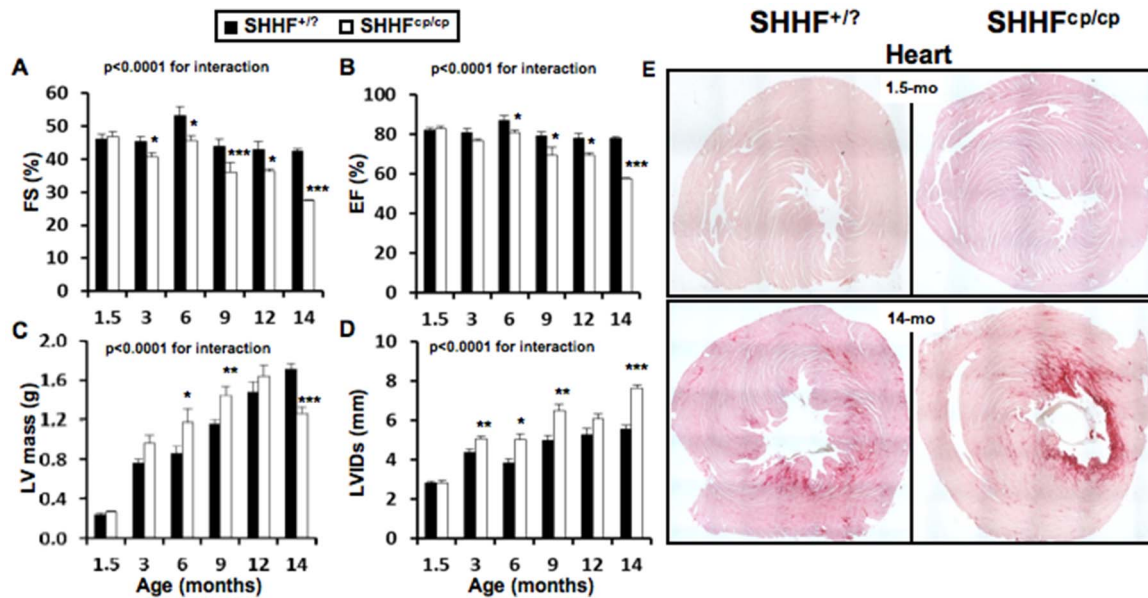 SHHF+/? SHHFcp/cp
SHHF+/? SHHFcp/cp
Heart
A p<0.0001 for interaction
FS (%)
60
50
40
30
20
10
0
* * *** * ***
1.5 3 6 9 12 14
B p<0.0001 for interaction
EF (%)
100
80
60
40
20
0
* *** * ***
1.5 3 6 9 12 14
C p<0.0001 for interaction
LV mass (g)
2.0
1.6
1.2
0.8
0.4
0.0
* ** ***
1.5 3 6 9 12 14
Age (months)
D p<0.0001 for interaction
LVIDs (mm)
10
8
6
4
2
0
** * ** ***
1.5 3 6 9 12 14
Age (months)
E
1.5-mo
14-mo